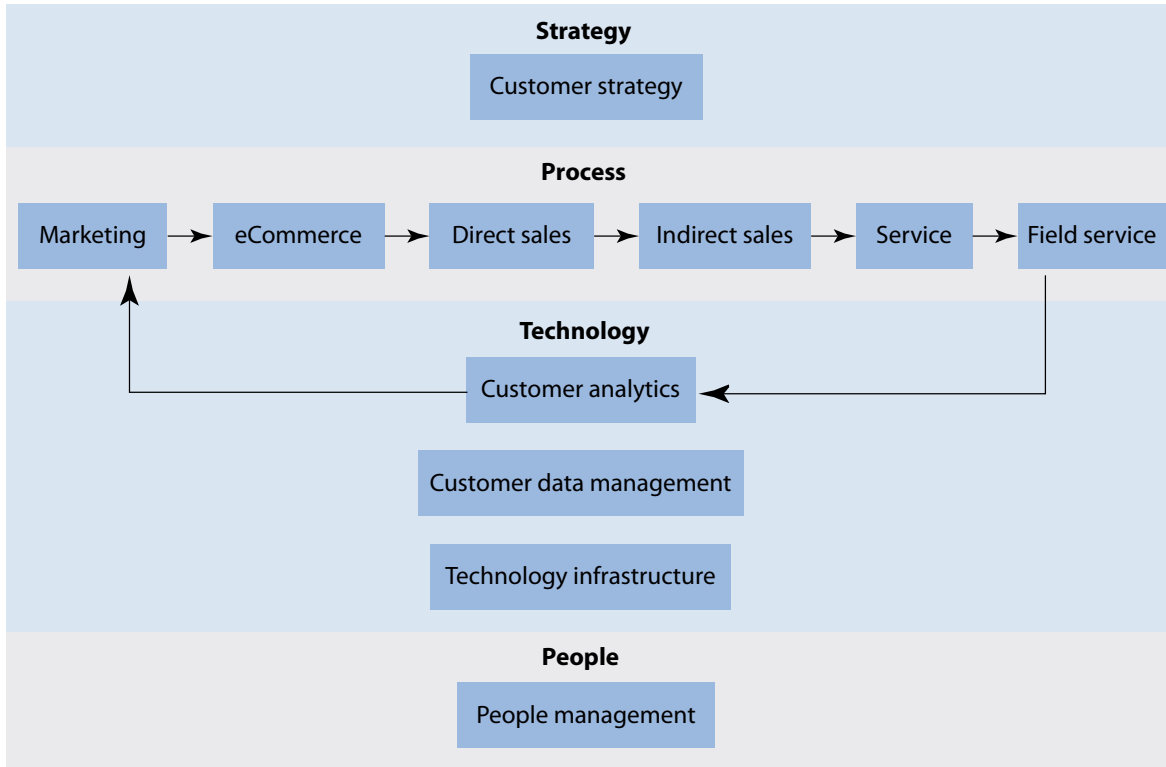 Strategy
Customer strategy
Process
Marketing
eCommerce
Direct sales
Indirect sales
Service
Field service
Technology
Customer analytics
Customer data management
Technology infrastructure
People
People management